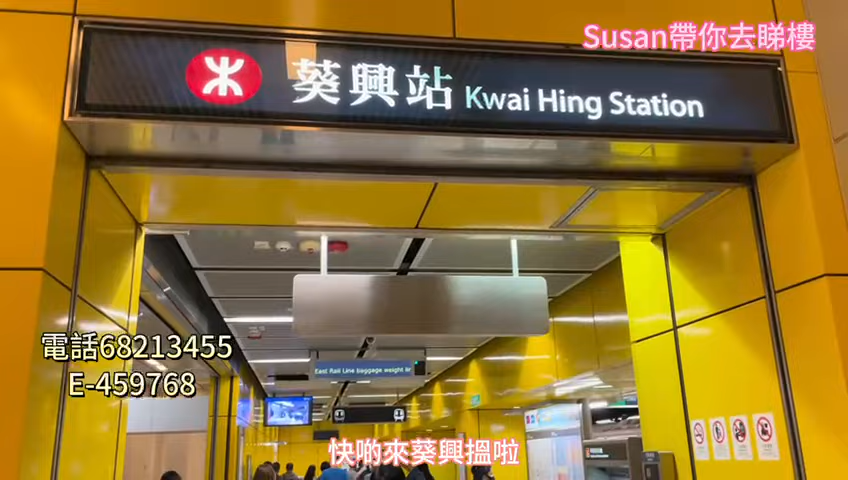 Susan帶你去睇樓
葵興站 Kwai Hing Station
East Rail Line baggage weight lir
電話68213455
E-459768
快啲來葵興搵啦